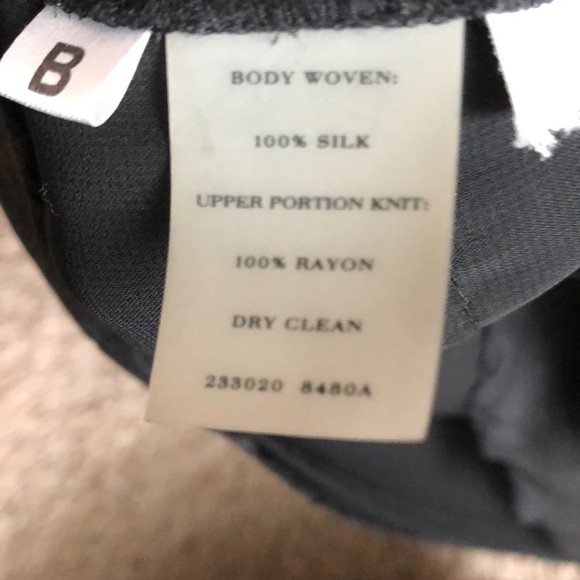 B
BODY WOVEN:
100% SILK
UPPER PORTION KNIT:
100% RAYON
DRY CLEAN
233020 8480A